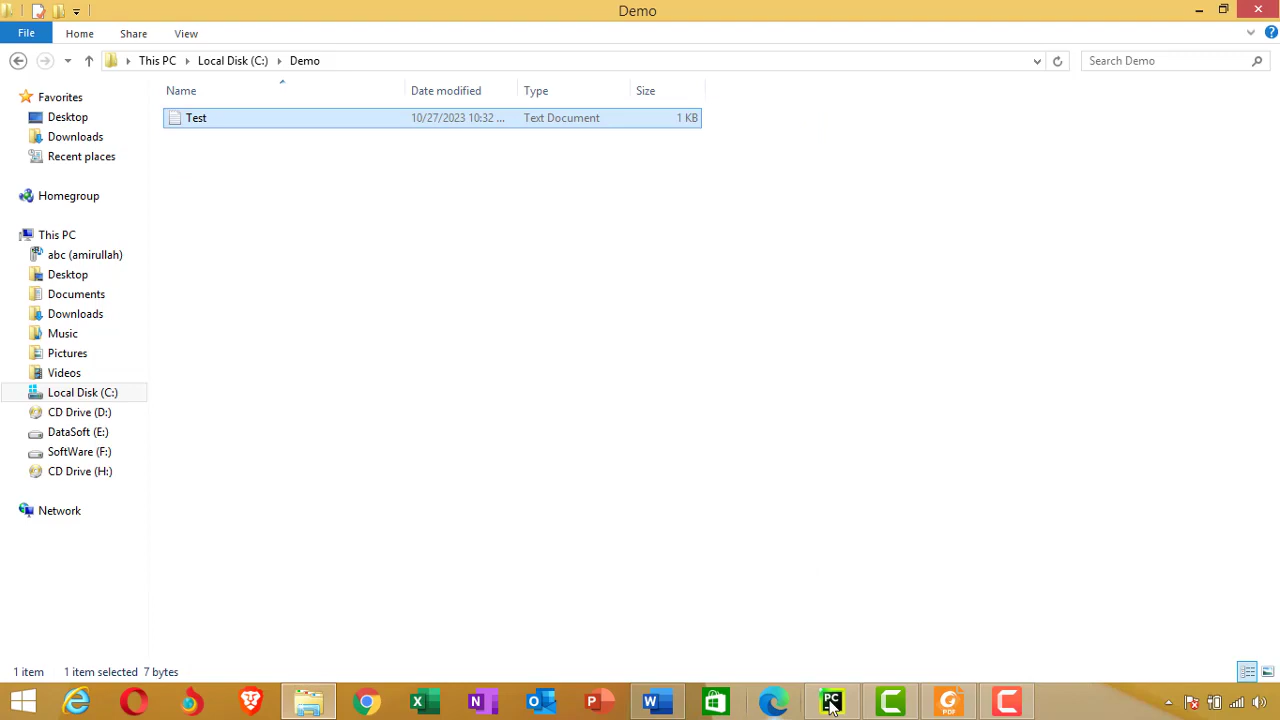 Demo
File Home Share View
This PC Local Disk (C:) Demo Search Demo
Name Date modified Type Size
Test 10/27/2023 10:32 ... Text Document 1 KB
Favorites
Desktop
Downloads
Recent places
Homegroup
This PC
abc (amirullah)
Desktop
Documents
Downloads
Music
Pictures
Videos
Local Disk (C:)
CD Drive (D:)
DataSoft (E:)
SoftWare (F:)
CD Drive (H:)
Network
1 item 1 item selected 7 bytes